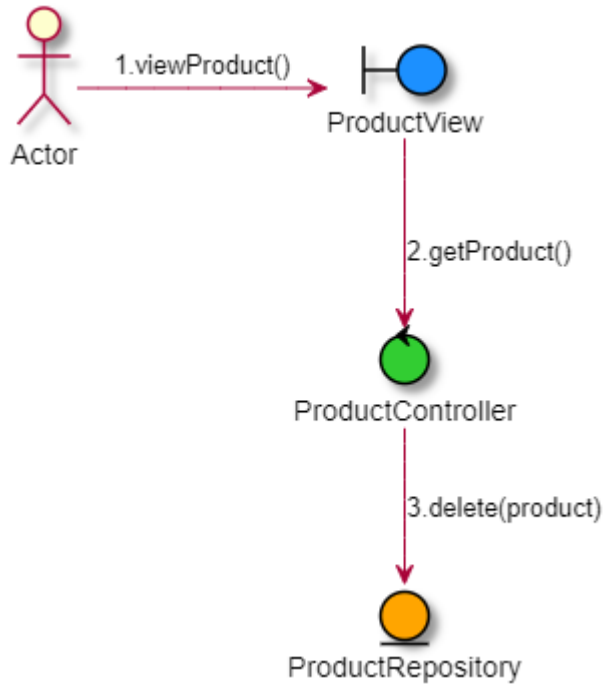 1.viewProduct()
Actor
ProductView
2.getProduct()
ProductController
3.delete(product)
ProductRepository